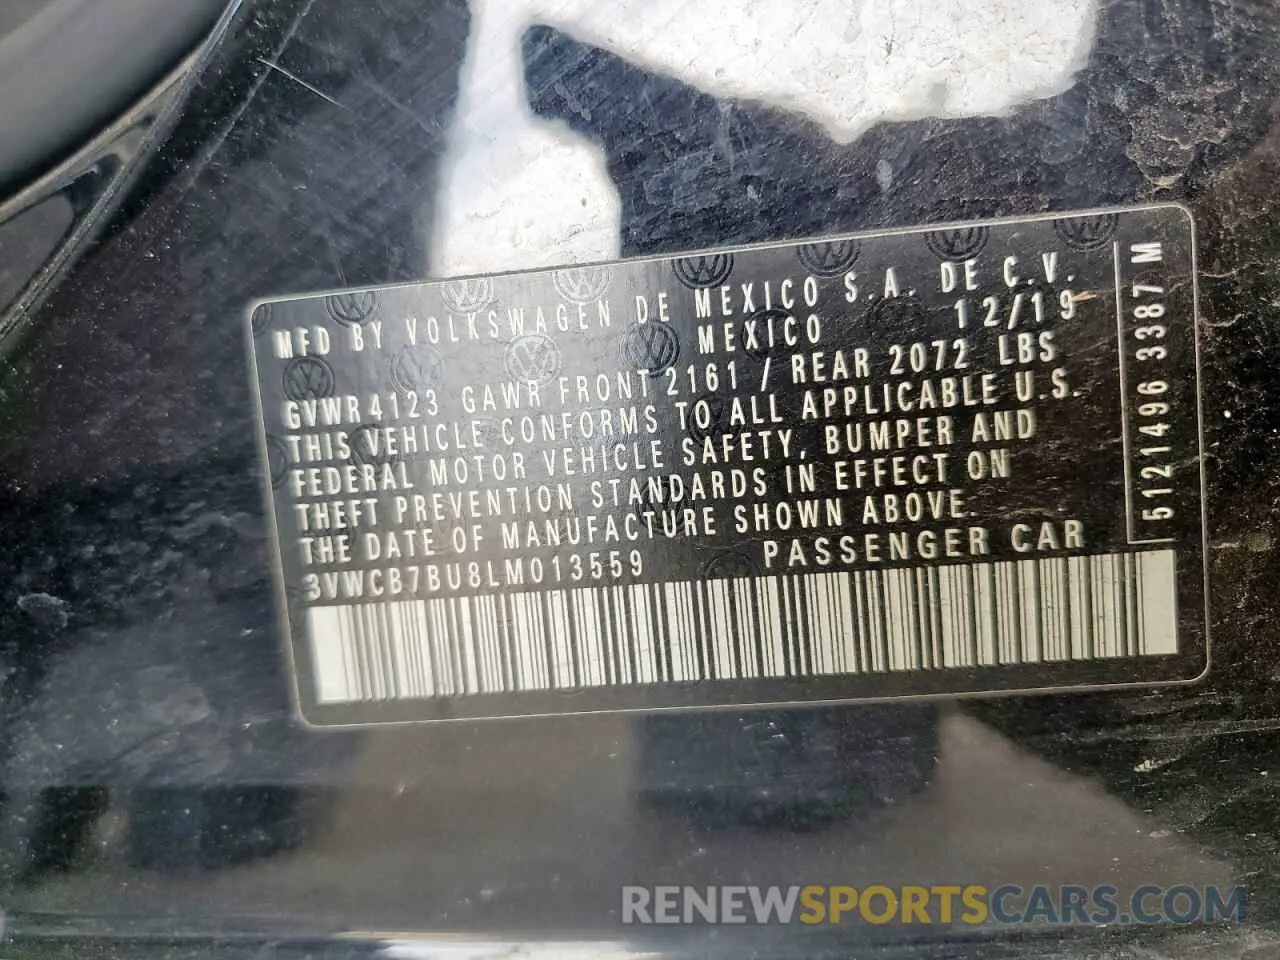 MFD BY VOLKSWAGEN DE MEXICO S.A. DE C.V.
MEXICO 12/19
GVWR 4123 GAWR FRONT 2161 / REAR 2072 LBS
THIS VEHICLE CONFORMS TO ALL APPLICABLE U.S.
FEDERAL MOTOR VEHICLE SAFETY, BUMPER AND
THEFT PREVENTION STANDARDS IN EFFECT ON
THE DATE OF MANUFACTURE SHOWN ABOVE.
3VWCB7BU8LM013559 PASSENGER CAR
5121496 3387 M
RENEWSPORTSCARS.COM